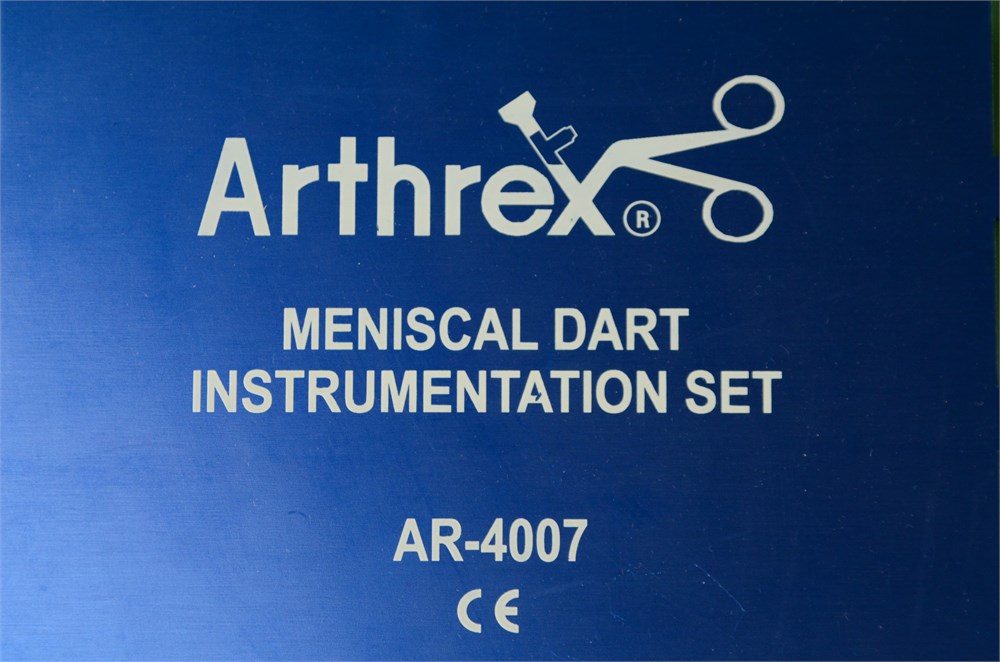 Arthrex®
MENISCAL DART
INSTRUMENTATION SET
AR-4007
CE